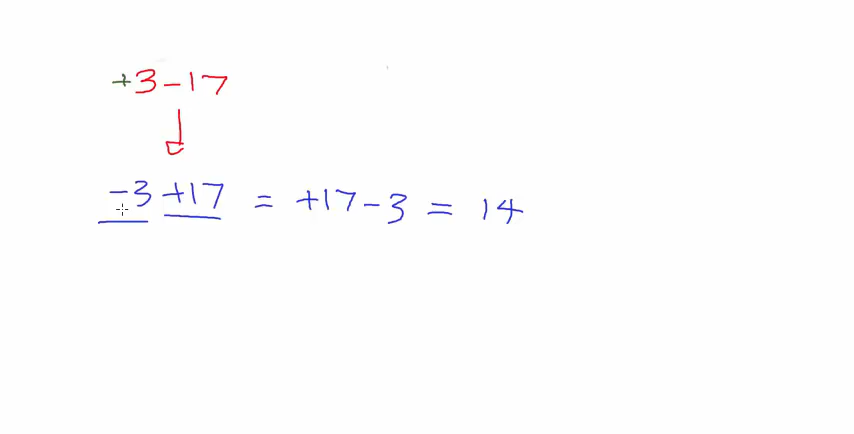 +3-17
-3 +17 = +17-3 = 14